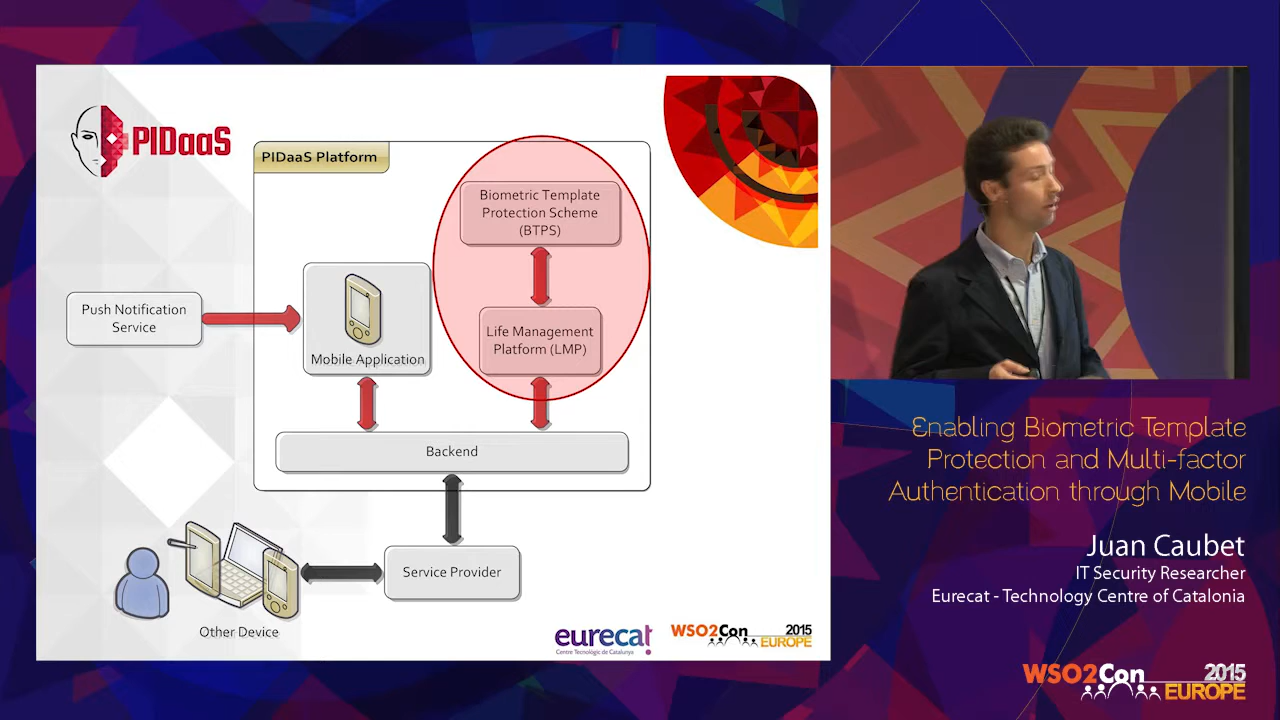 PIDaaS
PIDaaS Platform
Biometric Template
Protection Scheme
(BTPS)
Push Notification
Service
Mobile Application
Life Management
Platform (LMP)
Backend
Service Provider
Other Device
eurecat
Centre Tecnològic de Catalunya
WSO2Con 2015
EUROPE
Enabling Biometric Template
Protection and Multi-factor
Authentication through Mobile
Juan Caubet
IT Security Researcher
Eurecat - Technology Centre of Catalonia
WSO2Con 2015
EUROPE